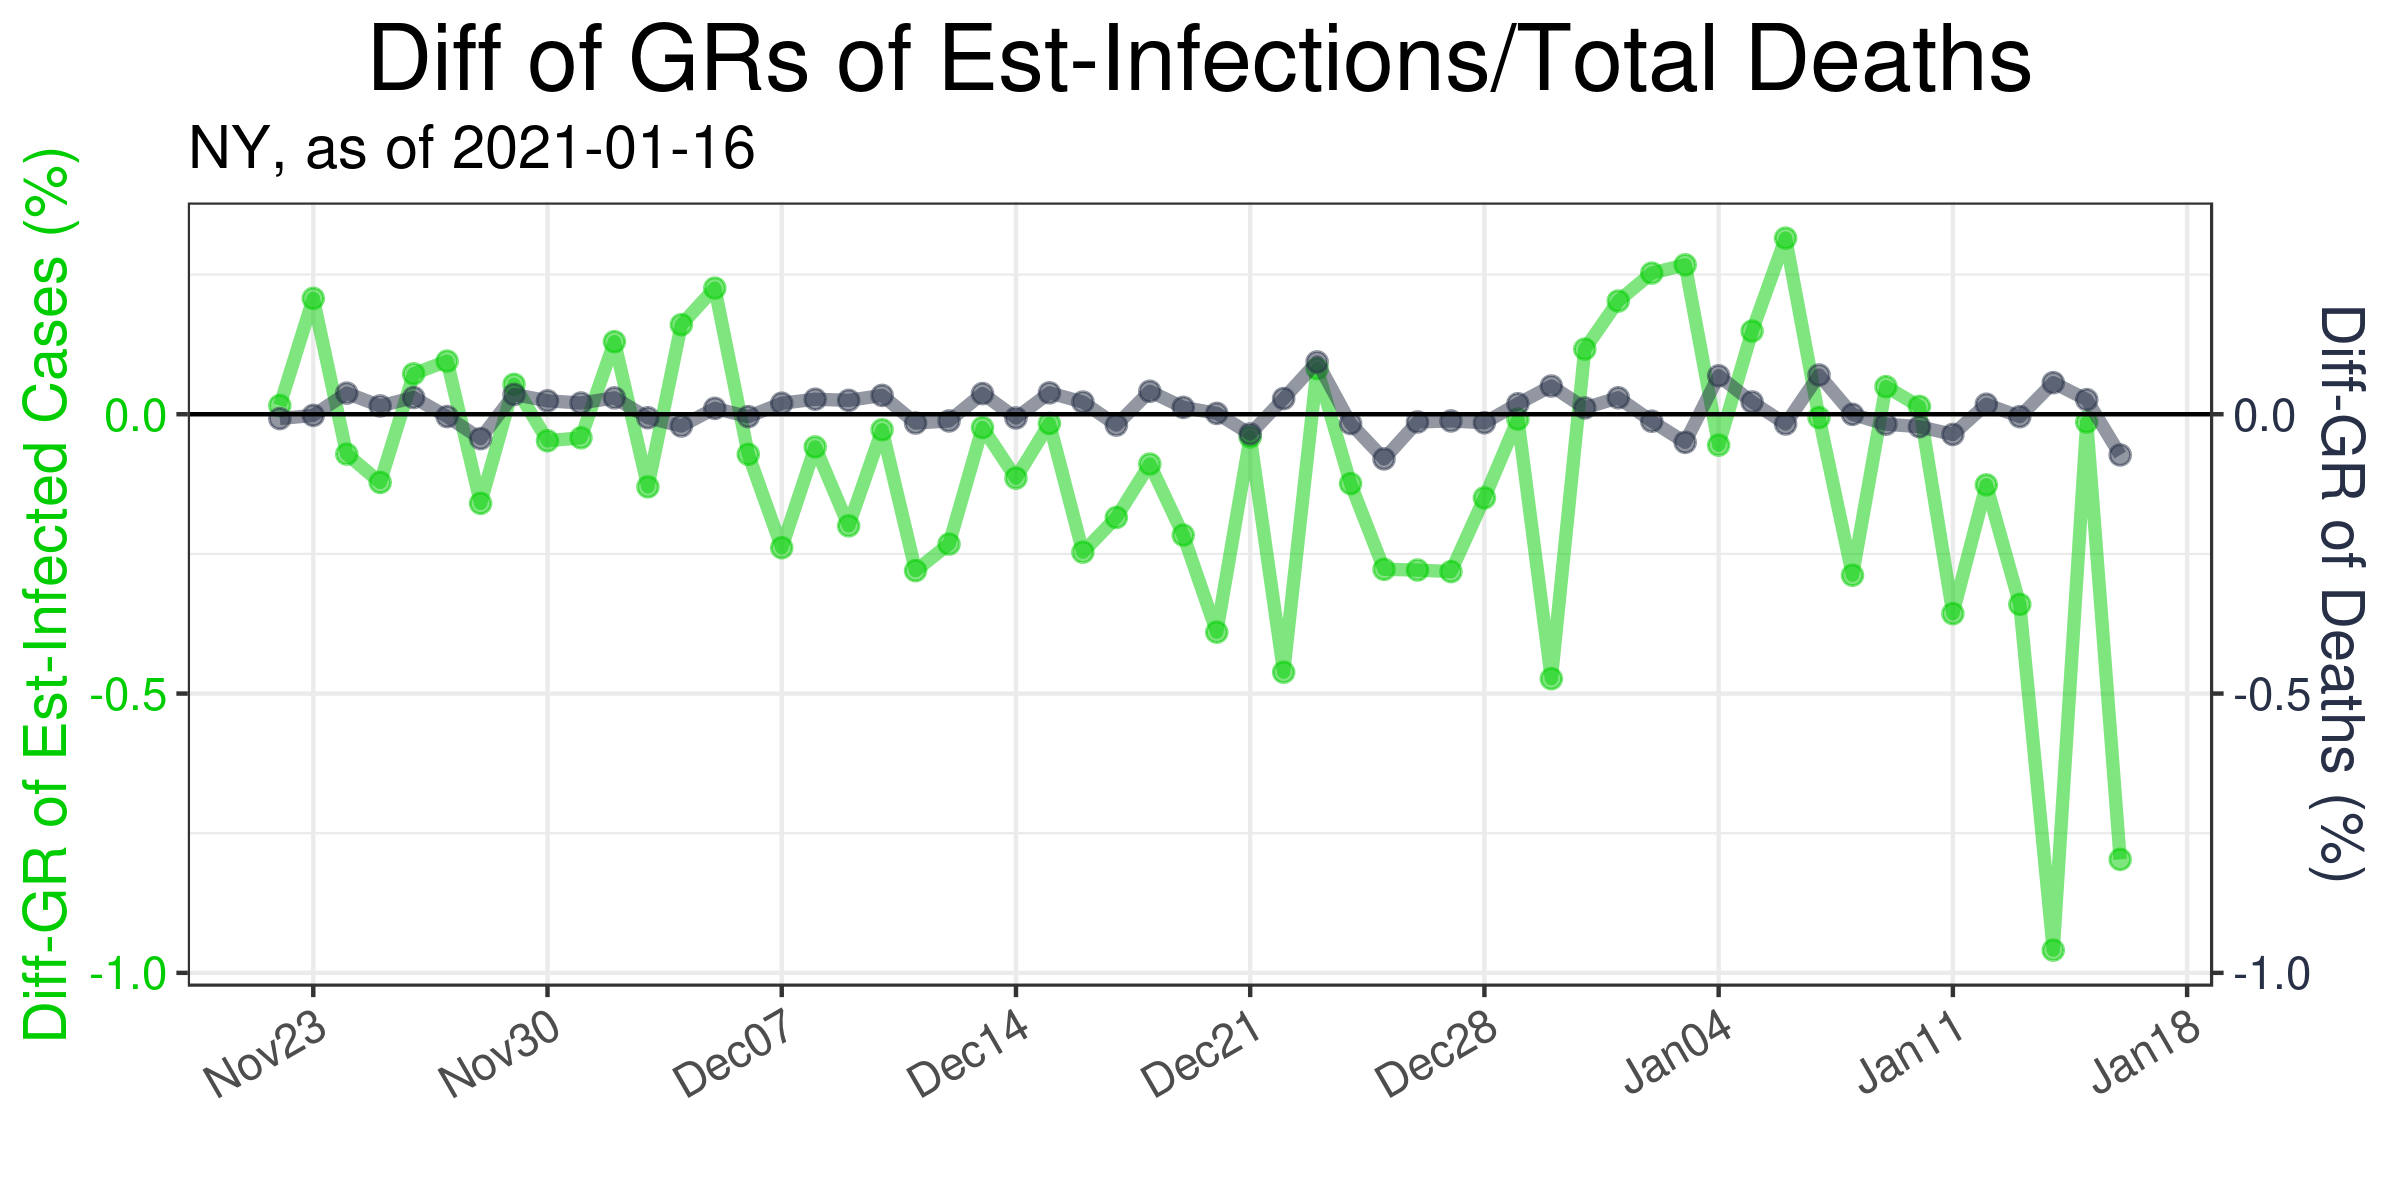 Diff of GRs of Est-Infections/Total Deaths
NY, as of 2021-01-16
Diff-GR of Est-Infected Cases (%)
0.0
-0.5
-1.0
0.0
-0.5
-1.0
Diff-GR of Deaths (%)
Nov23
Nov30
Dec07
Dec14
Dec21
Dec28
Jan04
Jan11
Jan18